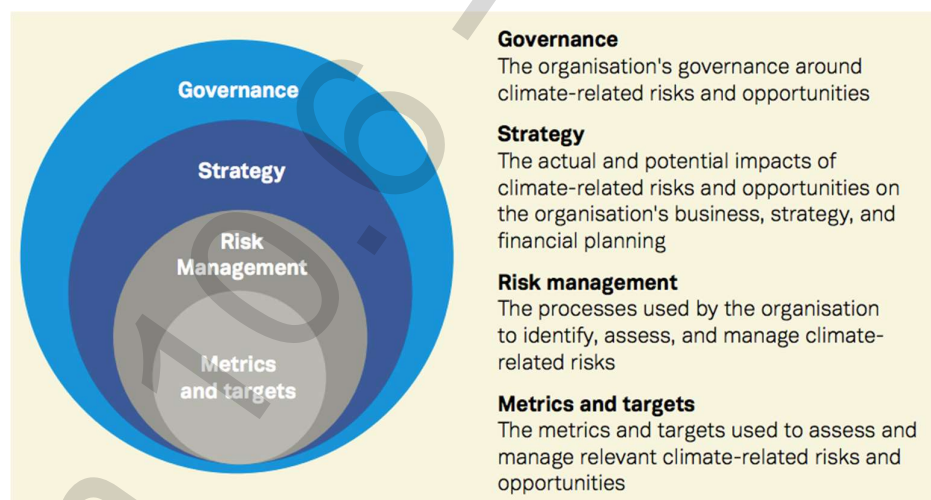 Governance
Strategy
Risk
Management
Metrics
and targets
Governance
The organisation's governance around
climate-related risks and opportunities
Strategy
The actual and potential impacts of
climate-related risks and opportunities on
the organisation's business, strategy, and
financial planning
Risk management
The processes used by the organisation
to identify, assess, and manage climate-
related risks
Metrics and targets
The metrics and targets used to assess and
manage relevant climate-related risks and
opportunities